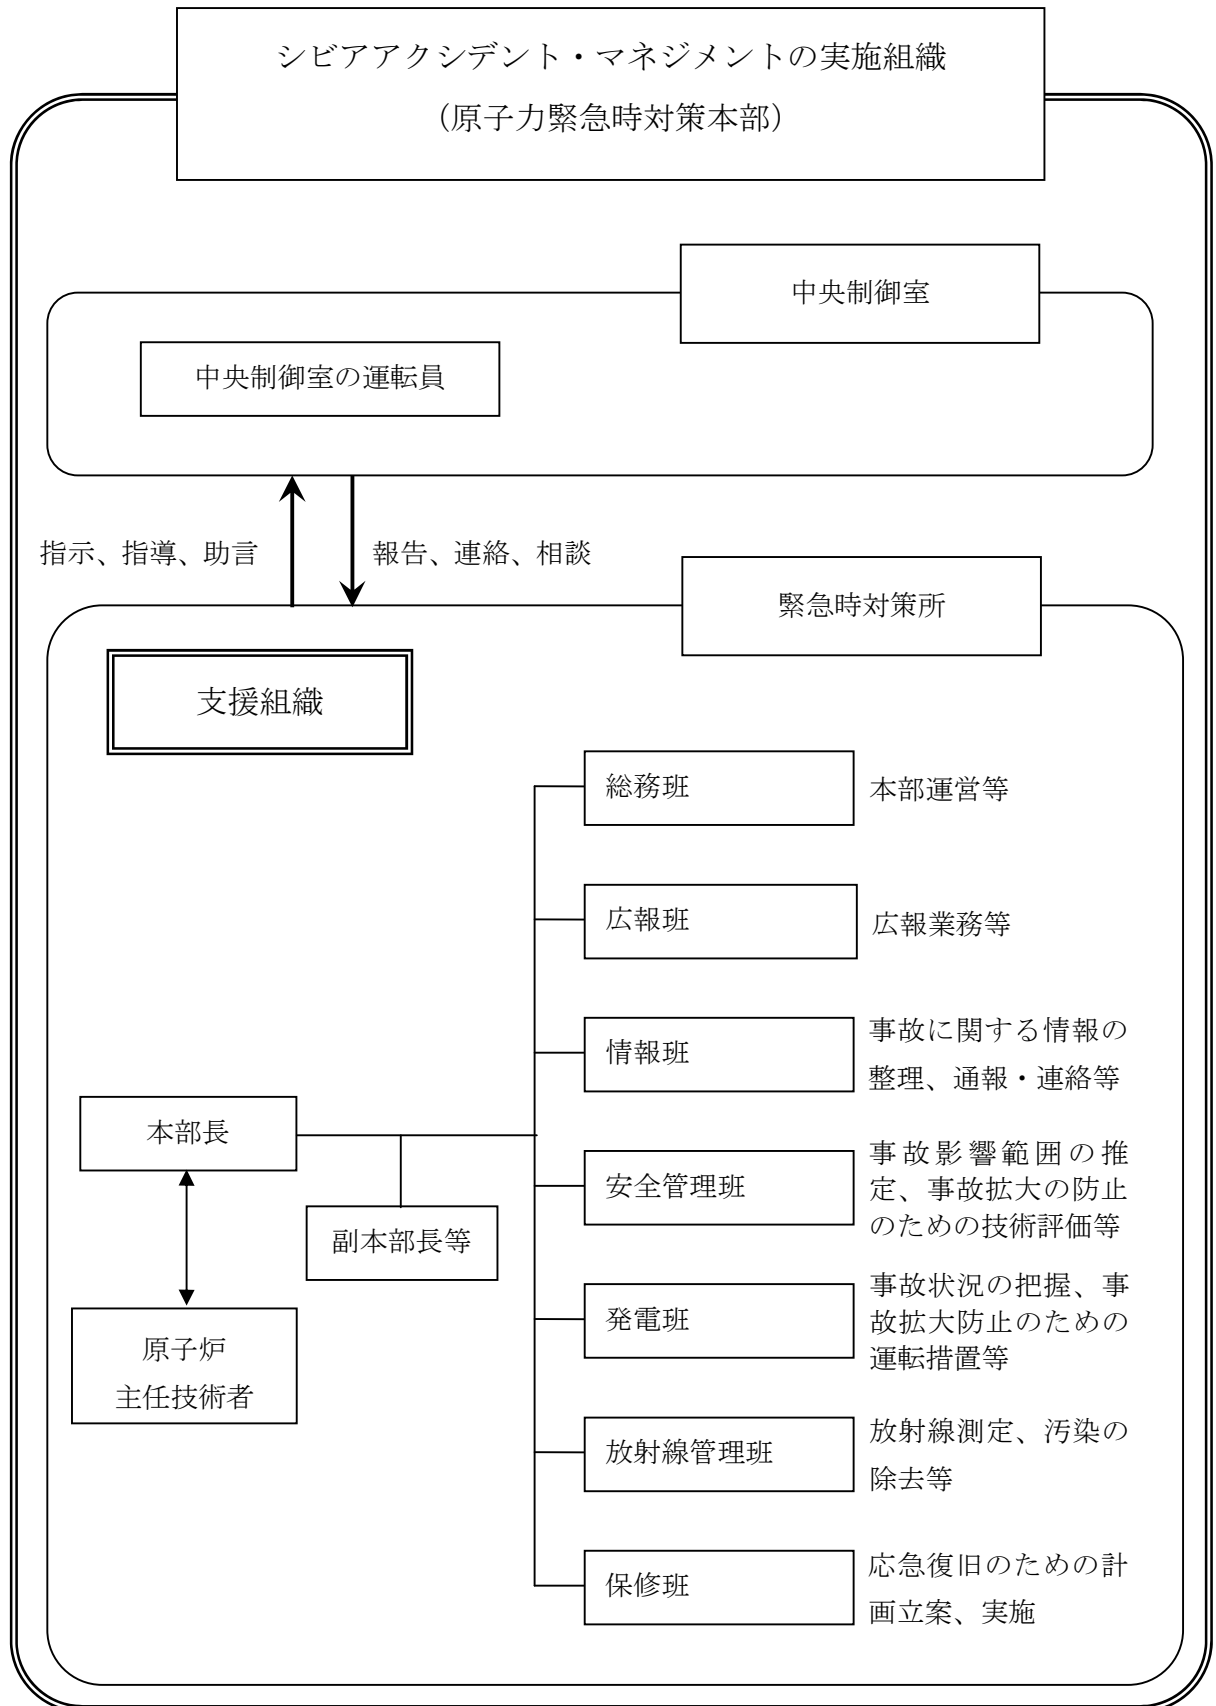 シビアアクシデント・マネジメントの実施組織
（原子力緊急時対策本部）
中央制御室
中央制御室の運転員
指示、指導、助言
報告、連絡、相談
緊急時対策所
支援組織
総務班
本部運営等
広報班
広報業務等
情報班
事故に関する情報の
整理、通報・連絡等
本部長
副本部長等
原子炉
主任技術者
安全管理班
事故影響範囲の推
定、事故拡大の防止
のための技術評価等
発電班
事故状況の把握、事
故拡大防止のための
運転措置等
放射線管理班
放射線測定、汚染の
除去等
保修班
応急復旧のための計
画立案、実施